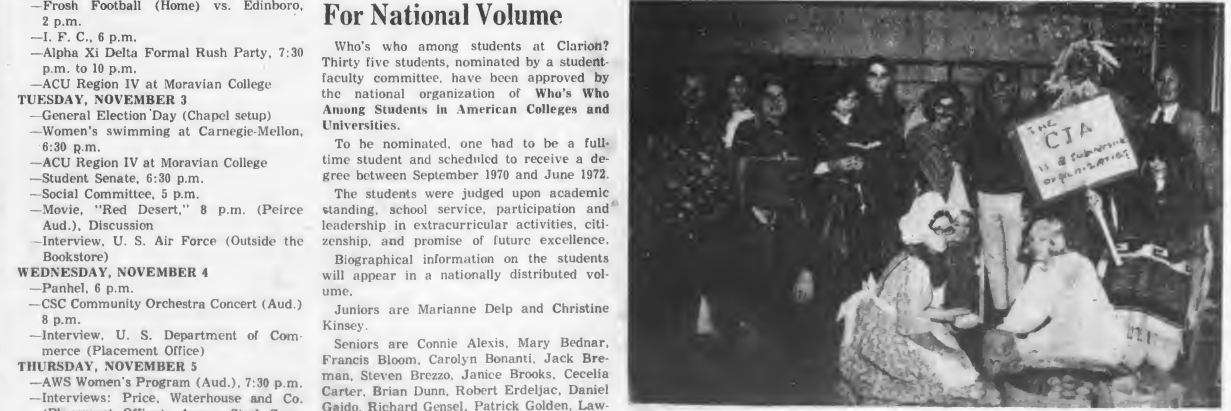 —Frosh Football (Home) vs. Edinboro,
2 p.m.
—I. F. C., 6 p.m.
—Alpha Xi Delta Formal Rush Party, 7:30
p.m. to 10 p.m.
—ACU Region IV at Moravian College
TUESDAY, NOVEMBER 3
—General Election Day (Chapel setup)
—Women's swimming at Carnegie-Mellon,
6:30 p.m.
—ACU Region IV at Moravian College
—Student Senate, 6:30 p.m.
—Social Committee, 5 p.m.
—Movie, "Red Desert," 8 p.m. (Peirce
Aud.), Discussion
—Interview, U. S. Air Force (Outside the
Bookstore)
WEDNESDAY, NOVEMBER 4
—Panhel, 6 p.m.
—CSC Community Orchestra Concert (Aud.)
8 p.m.
—Interview, U. S. Department of Com-
merce (Placement Office)
THURSDAY, NOVEMBER 5
—AWS Women's Program (Aud.), 7:30 p.m.
—Interviews: Price, Waterhouse and Co.
For National Volume
Who's who among students at Clarion?
Thirty five students, nominated by a student-
faculty committee, have been approved by
the national organization of Who's Who
Among Students in American Colleges and
Universities.
To be nominated, one had to be a full-
time student and scheduled to receive a de-
gree between September 1970 and June 1972.
The students were judged upon academic
standing, school service, participation and
leadership in extracurricular activities, citi-
zenship, and promise of future excellence.
Biographical information on the students
will appear in a nationally distributed vol-
ume.
Juniors are Marianne Delp and Christine
Kinsey.
Seniors are Connie Alexis, Mary Bednar,
Francis Bloom, Carolyn Bonanti, Jack Bre-
man, Steven Brezzo, Janice Brooks, Cecelia
Carter, Brian Dunn, Robert Erdeljac, Daniel
Gaido, Richard Gensel, Patrick Golden, Law-
THE
CIA
is a subversive
organization